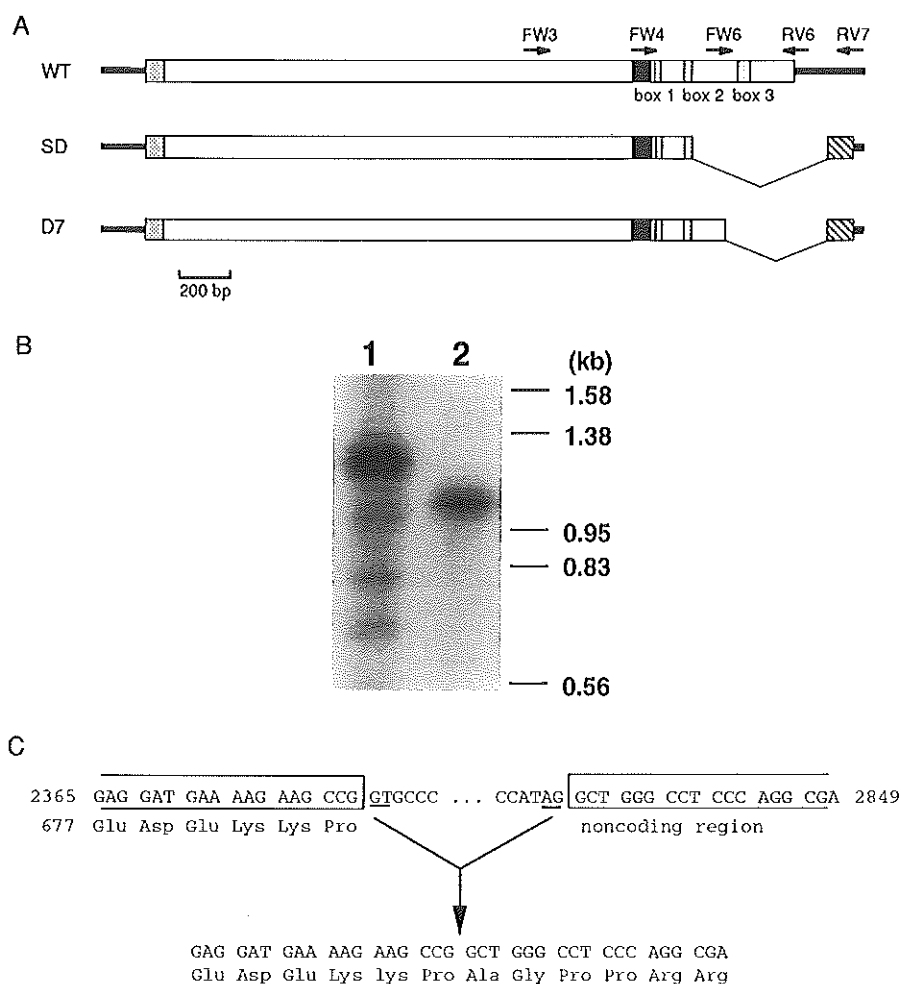 A
FW3 FW4 FW6 RV6 RV7
WT
box 1 box 2 box 3
SD
D7
200 bp
B
1 2 (kb)
1.58
1.38
0.95
0.83
0.56
C
2365 GAG GAT GAA AAG AAG CCG GTGCCC ... CCATAG GCT GGG CCT CCC AGG CGA 2849
677 Glu Asp Glu Lys Lys Pro noncoding region
GAG GAT GAA AAG AAG CCG GCT GGG CCT CCC AGG CGA
Glu Asp Glu Lys lys Pro Ala Gly Pro Pro Arg Arg